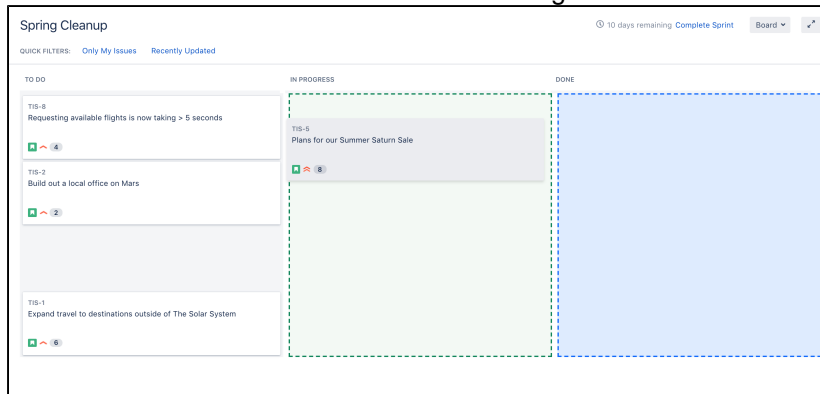 Spring Cleanup
10 days remaining Complete Sprint Board
QUICK FILTERS: Only My Issues Recently Updated
TO DO
IN PROGRESS
DONE
TIS-8
Requesting available flights is now taking > 5 seconds
4
TIS-2
Build out a local office on Mars
2
TIS-1
Expand travel to destinations outside of The Solar System
6
TIS-5
Plans for our Summer Saturn Sale
8